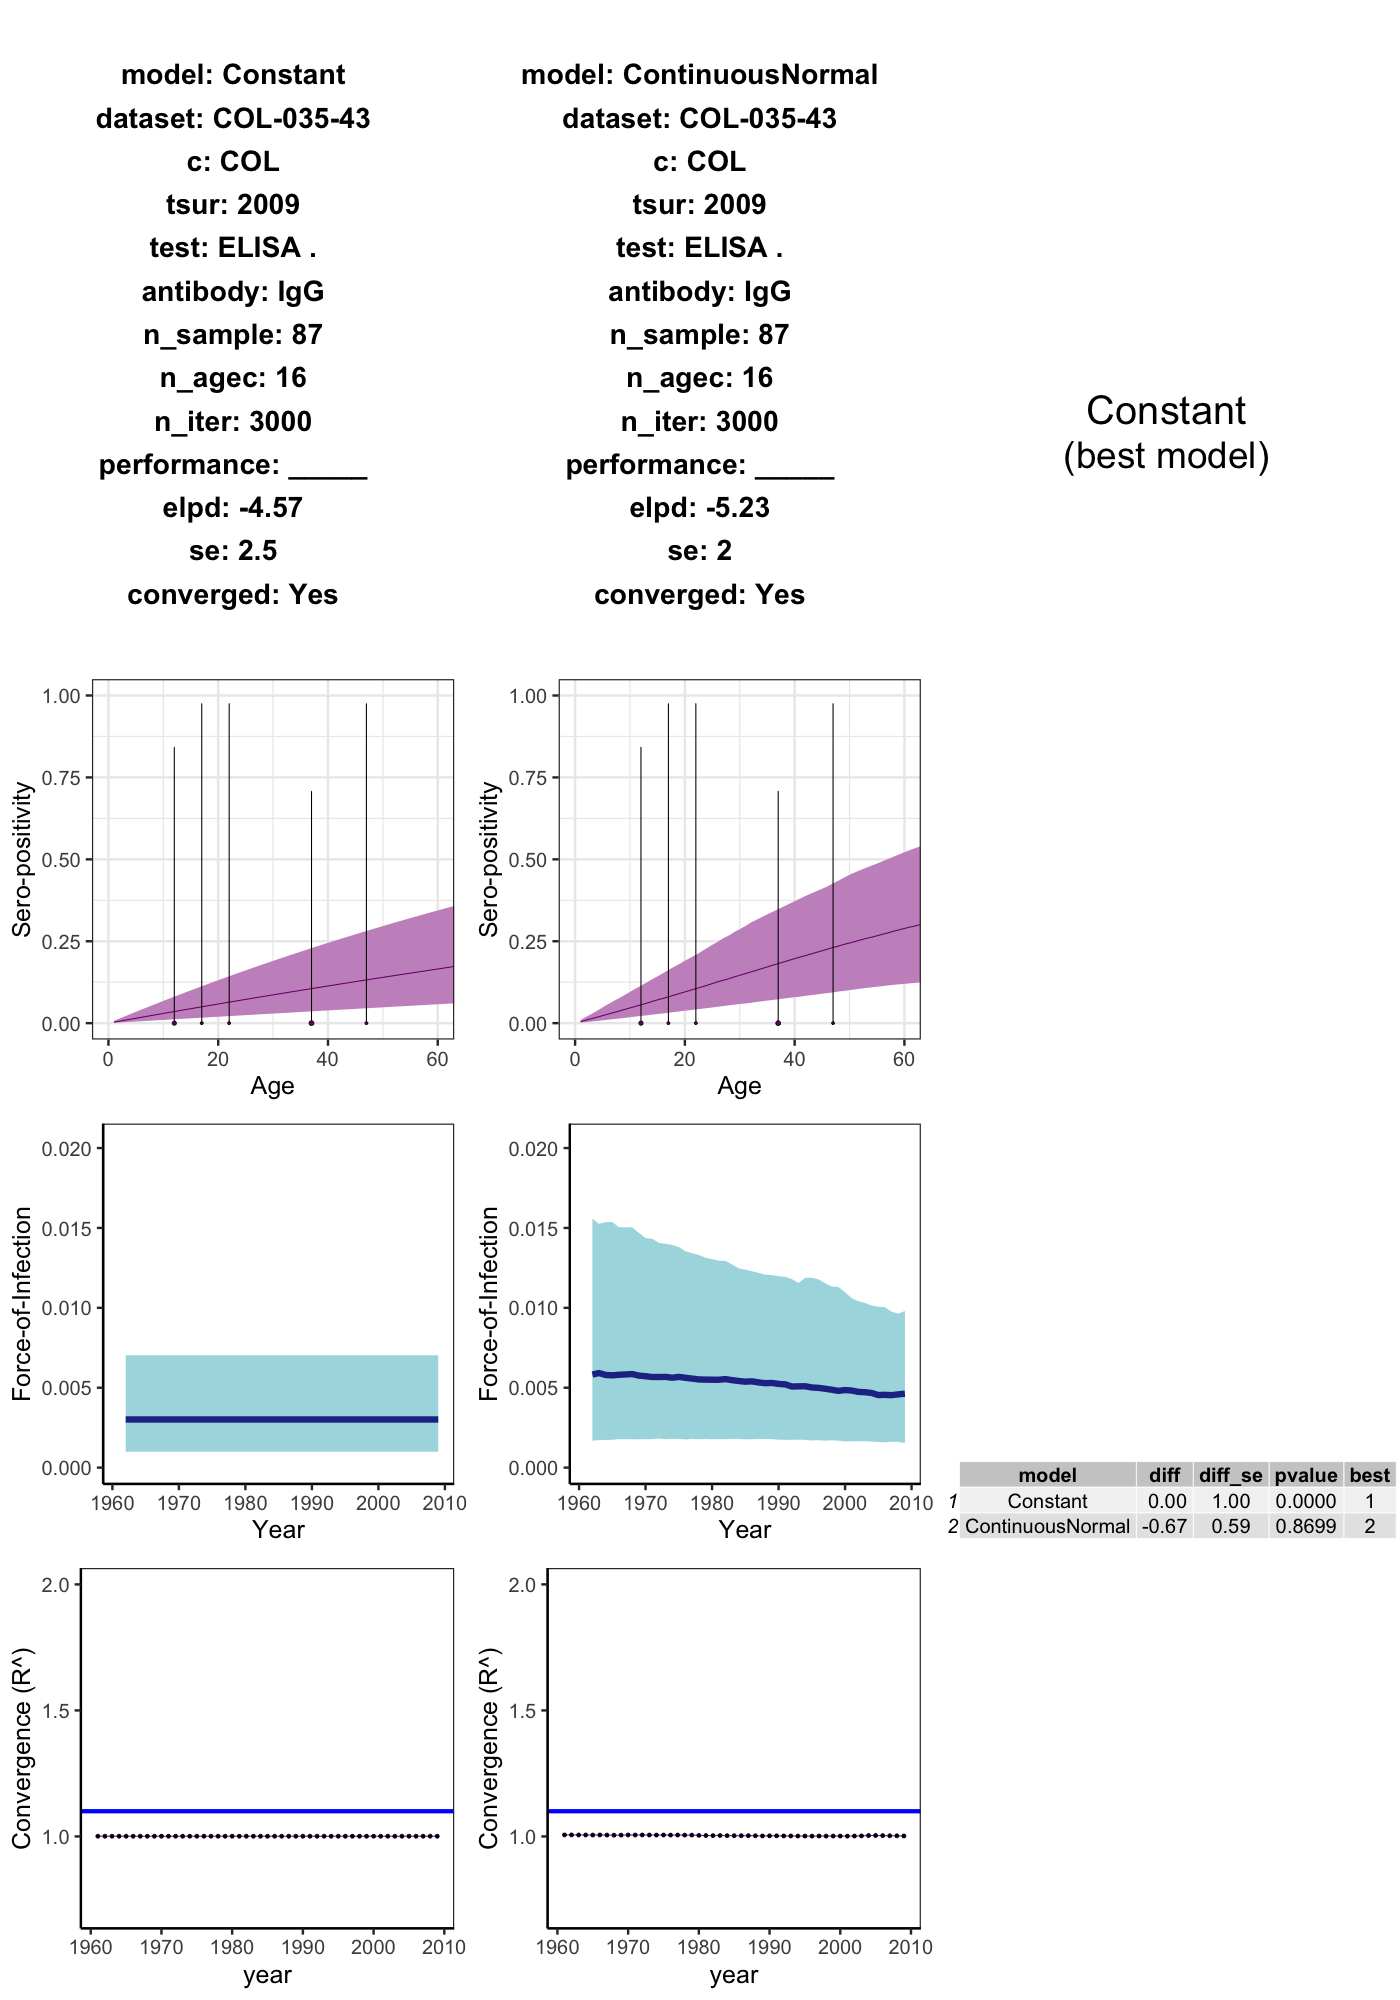 model: Constant
dataset: COL-035-43
c: COL
tsur: 2009
test: ELISA .
antibody: IgG
n_sample: 87
n_agec: 16
n_iter: 3000
performance: _____
elpd: -4.57
se: 2.5
converged: Yes
model: ContinuousNormal
dataset: COL-035-43
c: COL
tsur: 2009
test: ELISA .
antibody: IgG
n_sample: 87
n_agec: 16
n_iter: 3000
performance: _____
elpd: -5.23
se: 2
converged: Yes
Constant
(best model)
Sero-positivity
1.00
0.75
0.50
0.25
0.00
0 20 40 60
Age
Sero-positivity
1.00
0.75
0.50
0.25
0.00
0 20 40 60
Age
Force-of-Infection
0.020
0.015
0.010
0.005
0.000
1960 1970 1980 1990 2000 2010
Year
Force-of-Infection
0.020
0.015
0.010
0.005
0.000
1960 1970 1980 1990 2000 2010
Year
model diff diff_se pvalue best
1 Constant 0.00 1.00 0.0000 1
2 ContinuousNormal -0.67 0.59 0.8699 2
Convergence (R^)
2.0
1.5
1.0
1960 1970 1980 1990 2000 2010
year
Convergence (R^)
2.0
1.5
1.0
1960 1970 1980 1990 2000 2010
year